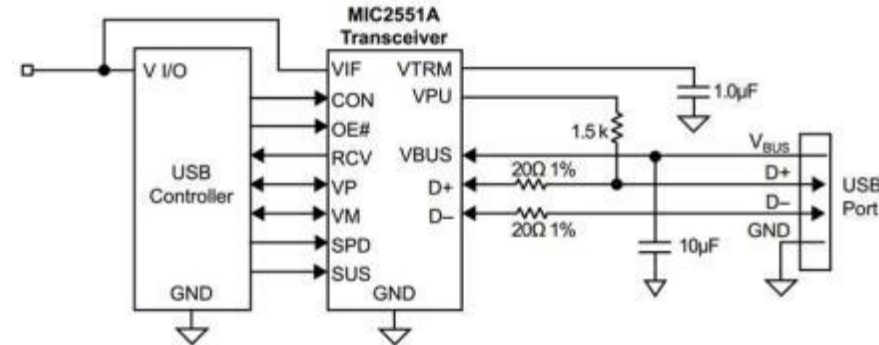 MIC2551A
Transceiver
V I/O
VIF
VTRM
CON
VPU
1.0µF
OE#
1.5 k
RCV
VBUS
VBUS
USB
Controller
20Ω 1%
VP
D+
D+
USB
Port
VM
D–
D–
20Ω 1%
SPD
GND
10µF
SUS
GND
GND